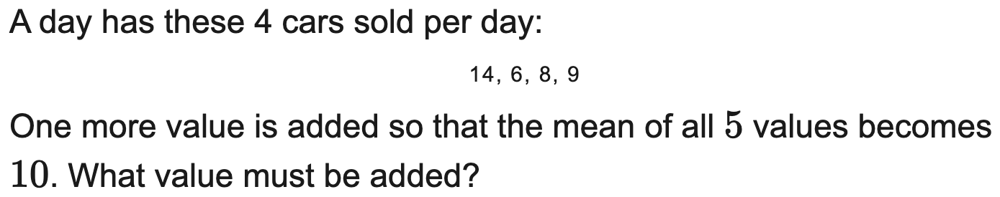 A day has these 4 cars sold per day:
14, 6, 8, 9
One more value is added so that the mean of all 5 values becomes
10. What value must be added?